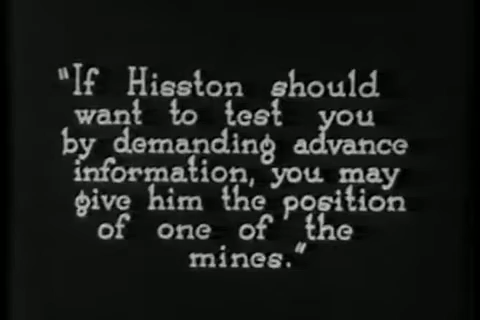 "If Hisston should
want to test you
by demanding advance
information, you may
give him the position
of one of the
mines."